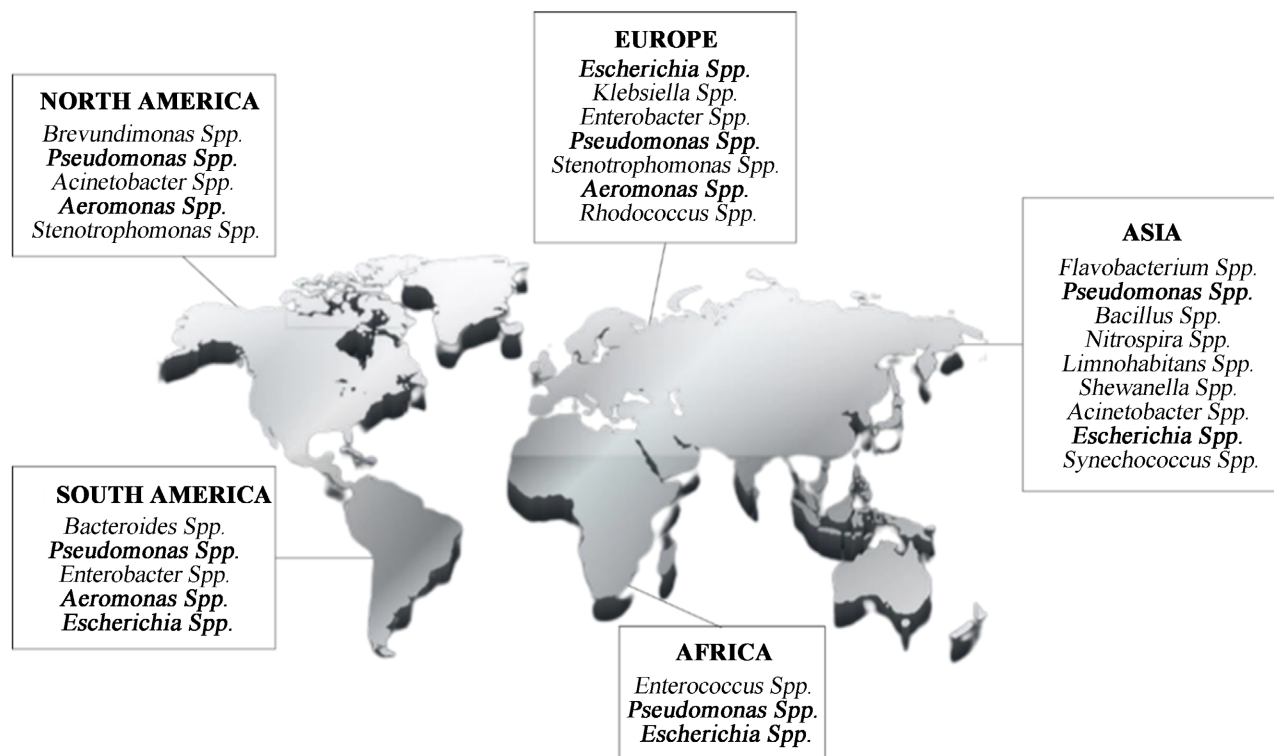 NORTH AMERICA
Brevundimonas Spp.
Pseudomonas Spp.
Acinetobacter Spp.
Aeromonas Spp.
Stenotrophomonas Spp.
EUROPE
Escherichia Spp.
Klebsiella Spp.
Enterobacter Spp.
Pseudomonas Spp.
Stenotrophomonas Spp.
Aeromonas Spp.
Rhodococcus Spp.
ASIA
Flavobacterium Spp.
Pseudomonas Spp.
Bacillus Spp.
Nitrospira Spp.
Limnohabitans Spp.
Shewanella Spp.
Acinetobacter Spp.
Escherichia Spp.
Synechococcus Spp.
SOUTH AMERICA
Bacteroides Spp.
Pseudomonas Spp.
Enterobacter Spp.
Aeromonas Spp.
Escherichia Spp.
AFRICA
Enterococcus Spp.
Pseudomonas Spp.
Escherichia Spp.